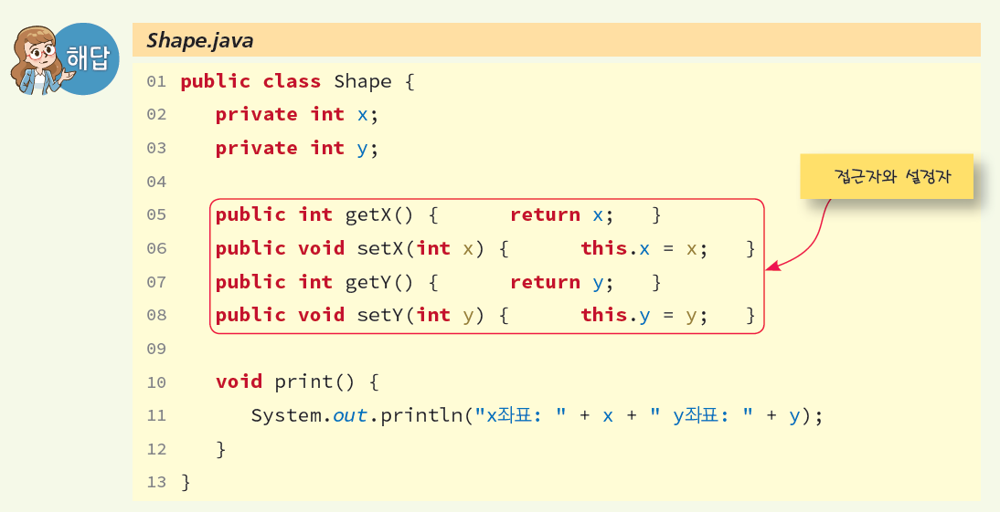 해답
Shape.java
01 public class Shape {
02 private int x;
03 private int y;
04
접근자와 설정자
05 public int getX() { return x; }
06 public void setX(int x) { this.x = x; }
07 public int getY() { return y; }
08 public void setY(int y) { this.y = y; }
09
10 void print() {
11 System.out.println("x좌표: " + x + " y좌표: " + y);
12 }
13 }